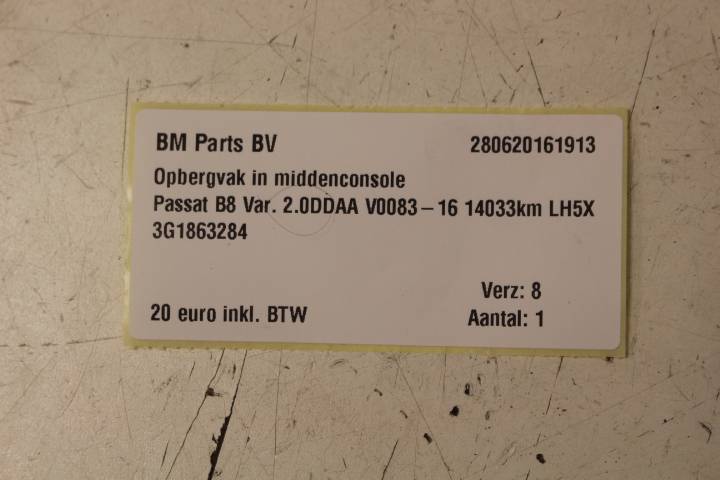 BM Parts BV 280620161913
Opbergvak in middenconsole
Passat B8 Var. 2.0DDAA V0083-16 14033km LH5X
3G1863284
Verz: 8
20 euro inkl. BTW Aantal: 1